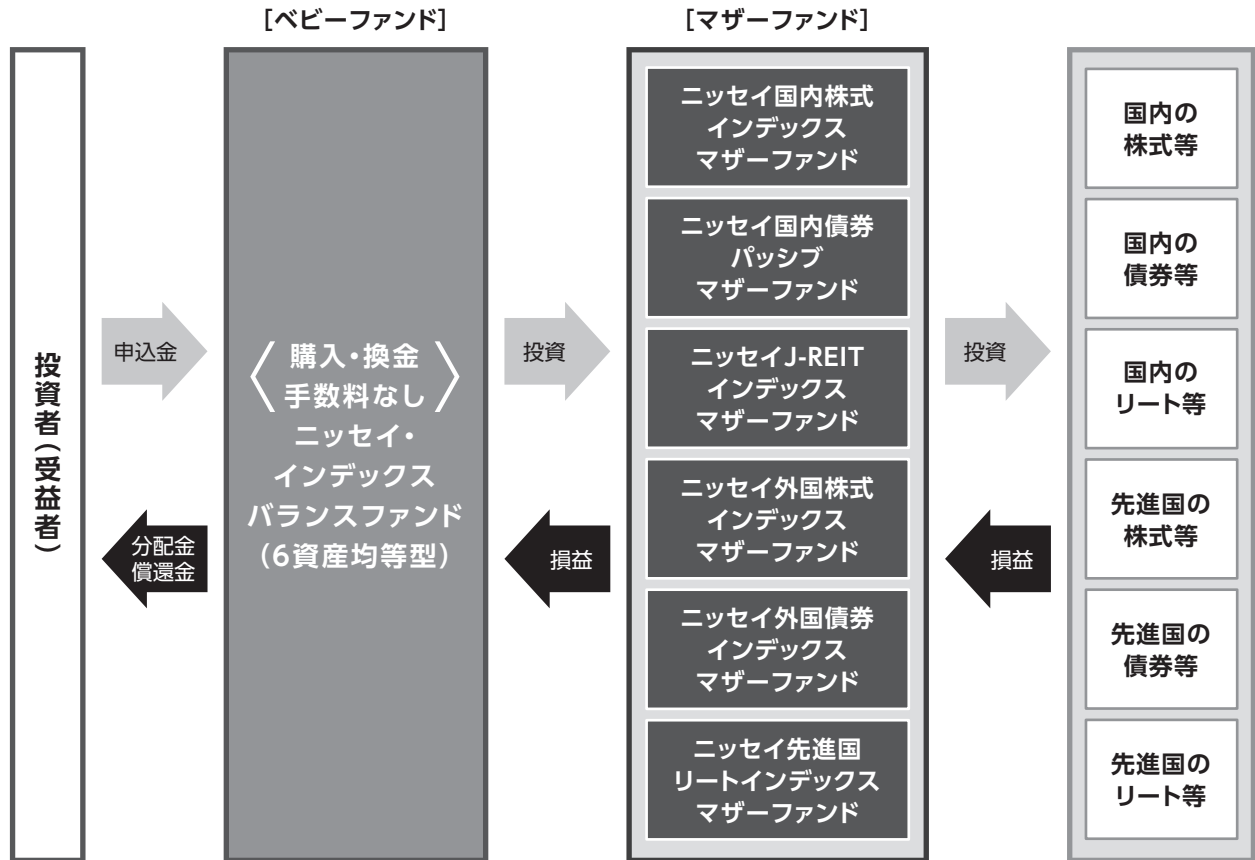 ［ベビーファンド］
［マザーファンド］
投資者（受益者）
申込金
分配金
償還金
〈購入・換金
手数料なし〉
ニッセイ・
インデックス
バランスファンド
（6資産均等型）
投資
損益
ニッセイ国内株式
インデックス
マザーファンド
ニッセイ国内債券
パッシブ
マザーファンド
ニッセイJ-REIT
インデックス
マザーファンド
ニッセイ外国株式
インデックス
マザーファンド
ニッセイ外国債券
インデックス
マザーファンド
ニッセイ先進国
リートインデックス
マザーファンド
投資
損益
国内の
株式等
国内の
債券等
国内の
リート等
先進国の
株式等
先進国の
債券等
先進国の
リート等